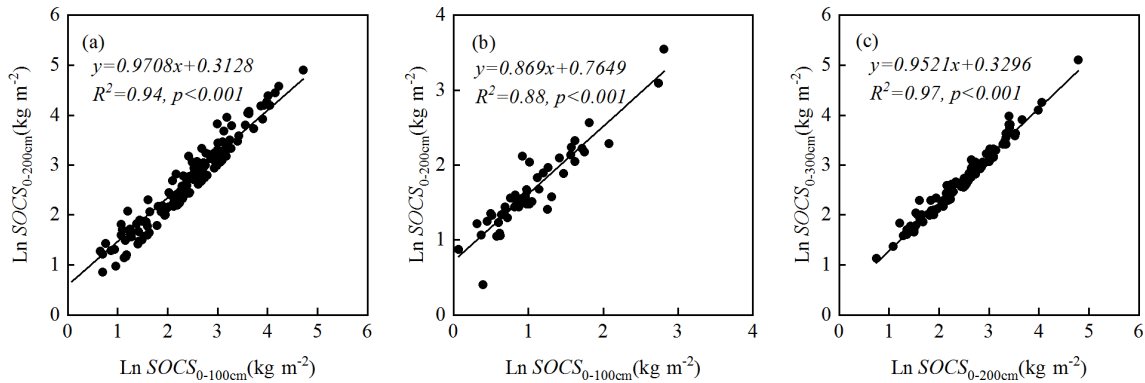 (a)
y=0.9708x+0.3128
R²=0.94, p<0.001
6
5
4
3
2
1
0
0 1 2 3 4 5 6
Ln SOCS0-200cm(kg m-2)
Ln SOCS0-100cm(kg m-2)
(b)
y=0.869x+0.7649
R²=0.88, p<0.001
4
3
2
1
0
0 1 2 3 4
Ln SOCS0-200cm(kg m-2)
Ln SOCS0-100cm(kg m-2)
(c)
y=0.9521x+0.3296
R²=0.97, p<0.001
6
5
4
3
2
1
0
0 1 2 3 4 5 6
Ln SOCS0-300cm(kg m-2)
Ln SOCS0-200cm(kg m-2)